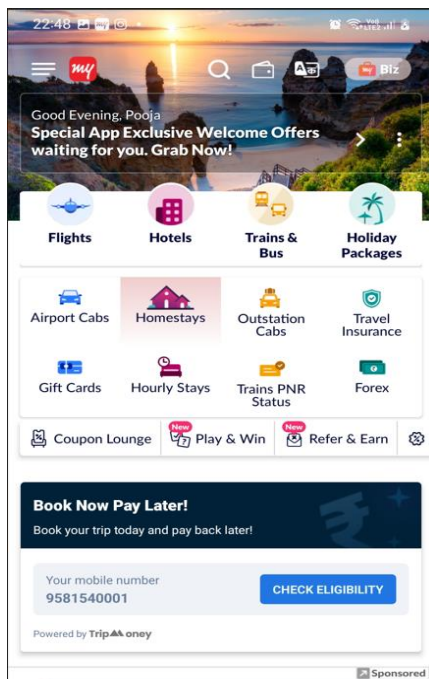 22:48
my
Aक
my Biz
Good Evening, Pooja
Special App Exclusive Welcome Offers
waiting for you. Grab Now!
Flights
Hotels
Trains &
Bus
Holiday
Packages
Airport Cabs
Homestays
Outstation
Cabs
Travel
Insurance
Gift Cards
Hourly Stays
Trains PNR
Status
Forex
Coupon Lounge
New
Play & Win
New
Refer & Earn
Book Now Pay Later!
Book your trip today and pay back later!
₹
Your mobile number
9581540001
CHECK ELIGIBILITY
Powered by TripMoney
Sponsored